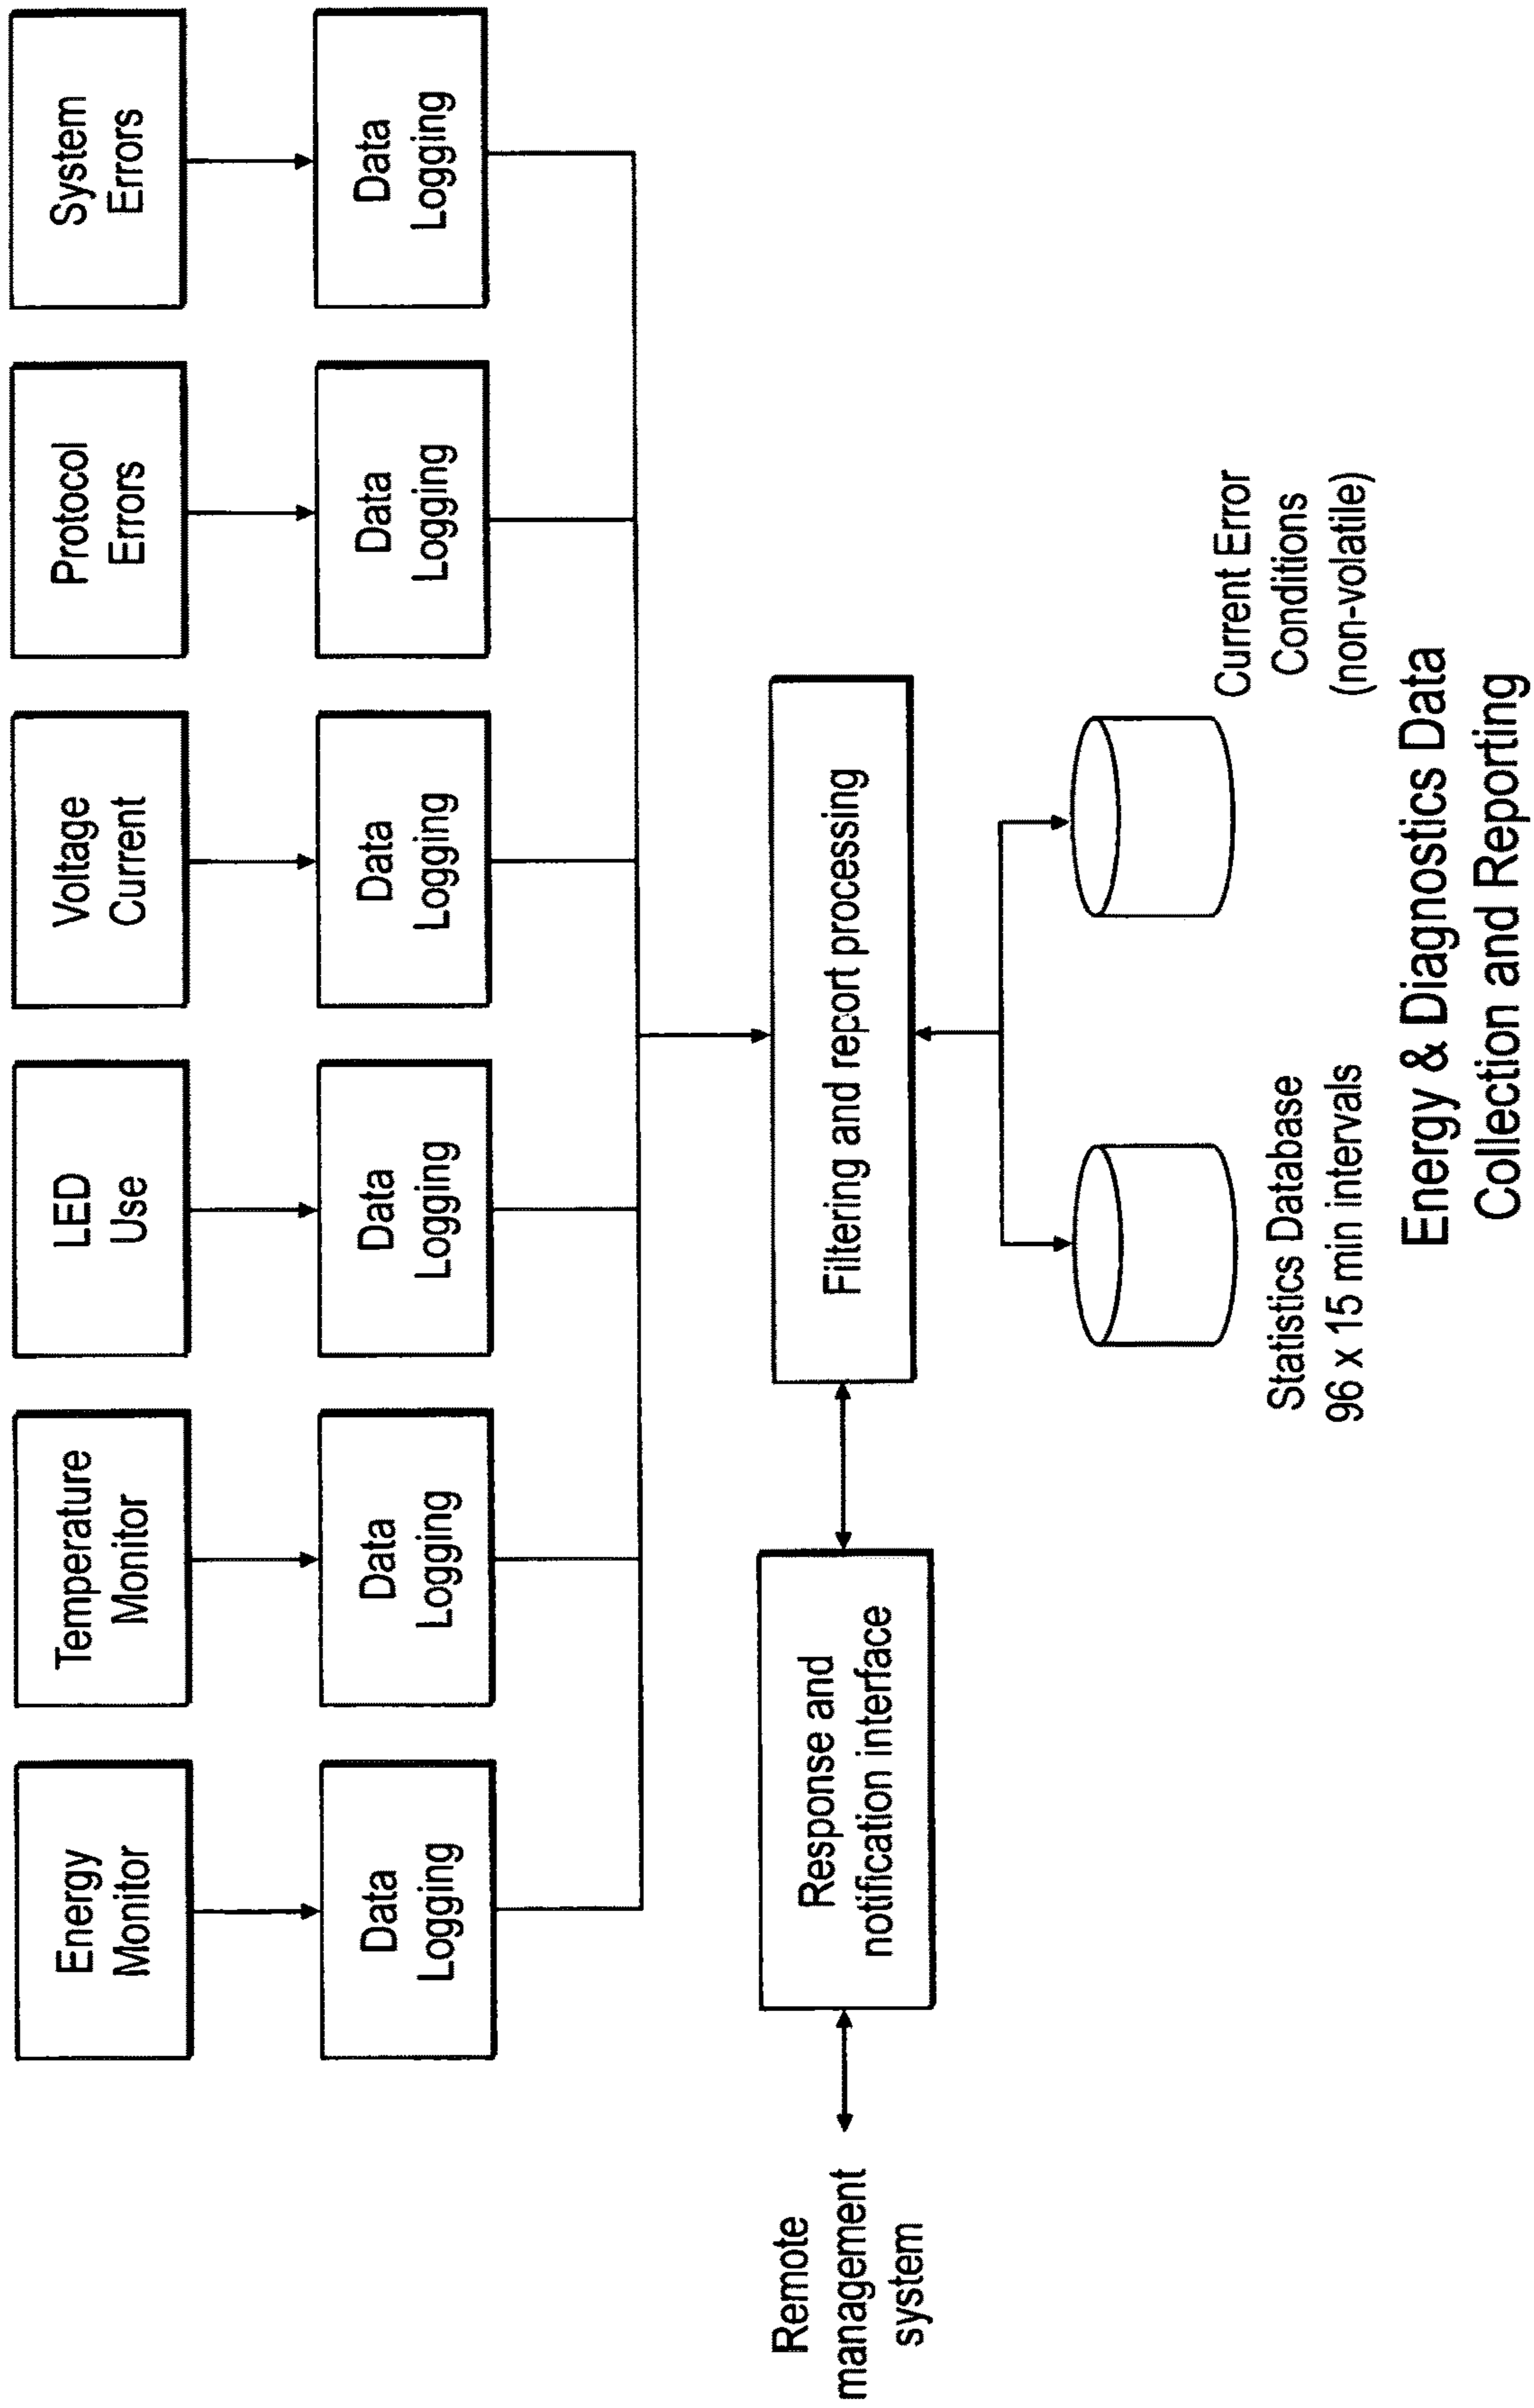 Energy
Monitor
Temperature
Monitor
LED
Use
Voltage
Current
Protocol
Errors
System
Errors
Data
Logging
Data
Logging
Data
Logging
Data
Logging
Data
Logging
Data
Logging
Remote
management
system
Response and
notification interface
Filtering and report processing
Statistics Database
96 x 15 min intervals
Current Error
Conditions
(non-volatile)
Energy & Diagnostics Data
Collection and Reporting